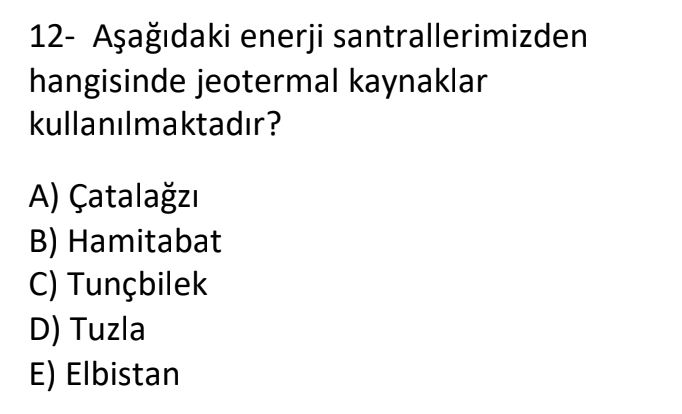 12-  Aşağıdaki enerji santrallerimizden
hangisinde jeotermal kaynaklar
kullanılmaktadır?
A) Çatalağzı
B) Hamitabat
C) Tunçbilek
D) Tuzla
E) Elbistan